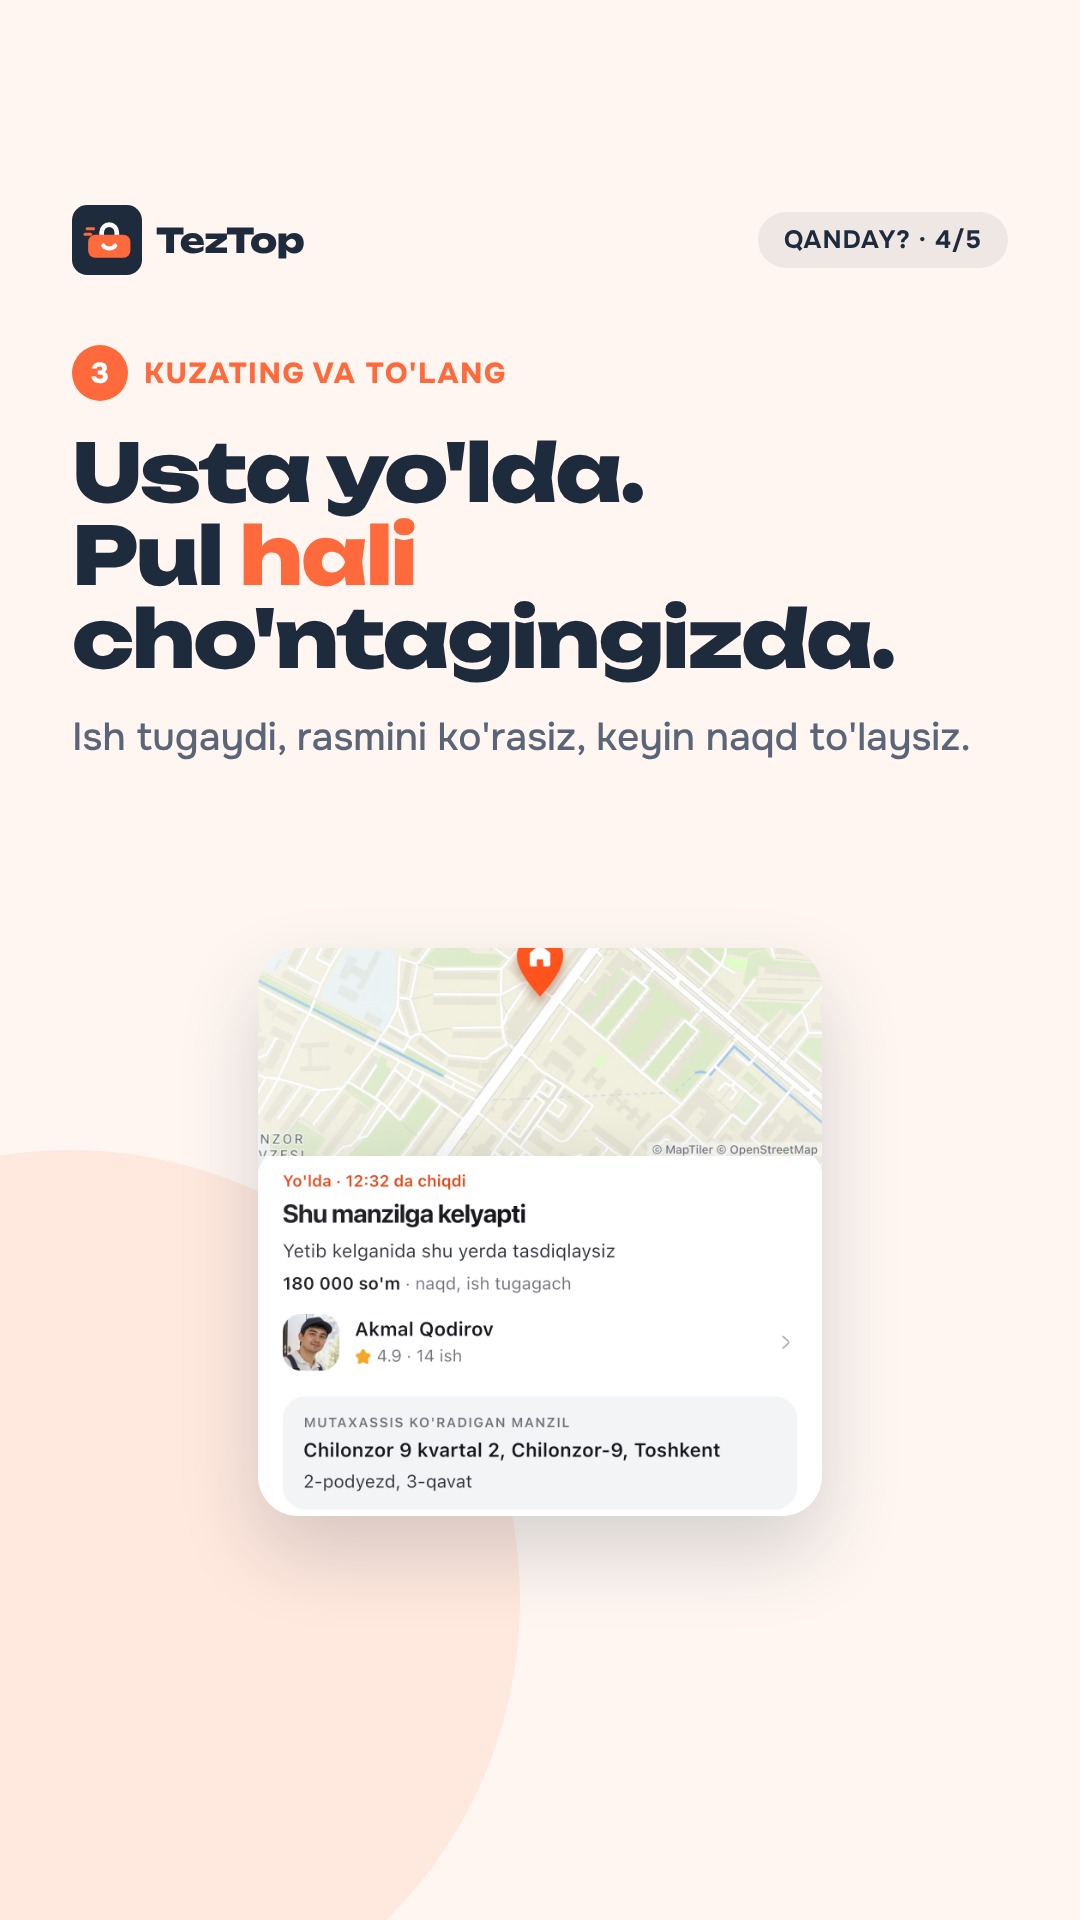 TezTop
QANDAY? · 4/5
3 KUZATING VA TO'LANG
Usta yo'lda.
Pul hali
cho'ntagingizda.
Ish tugaydi, rasmini ko'rasiz, keyin naqd to'laysiz.
NZOR
VZESI
© MapTiler © OpenStreetMap
Yo'lda · 12:32 da chiqdi
Shu manzilga kelyapti
Yetib kelganida shu yerda tasdiqlaysiz
180 000 so'm · naqd, ish tugagach
Akmal Qodirov
4.9 · 14 ish
MUTAXASSIS KO'RADIGAN MANZIL
Chilonzor 9 kvartal 2, Chilonzor-9, Toshkent
2-podyezd, 3-qavat